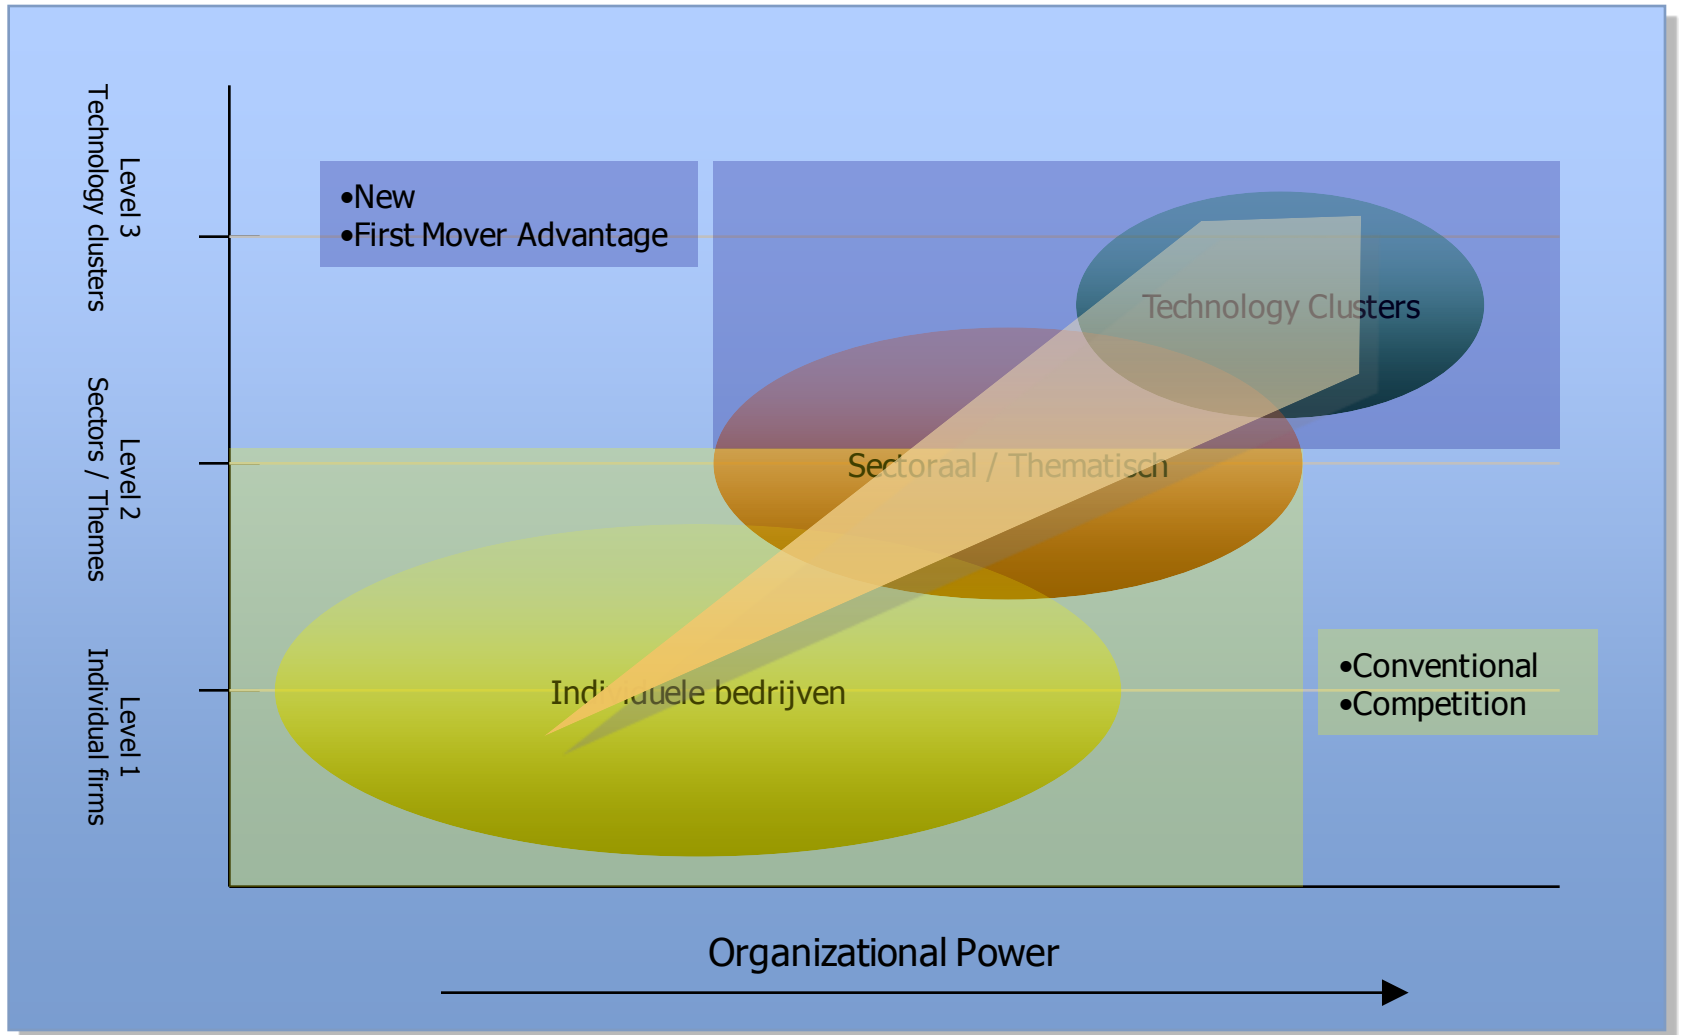 Level 3
Technology clusters
•New
•First Mover Advantage
Technology Clusters
Level 2
Sectors / Themes
Sectoraal / Thematisch
Level 1
Individual firms
Individuele bedrijven
•Conventional
•Competition
Organizational Power